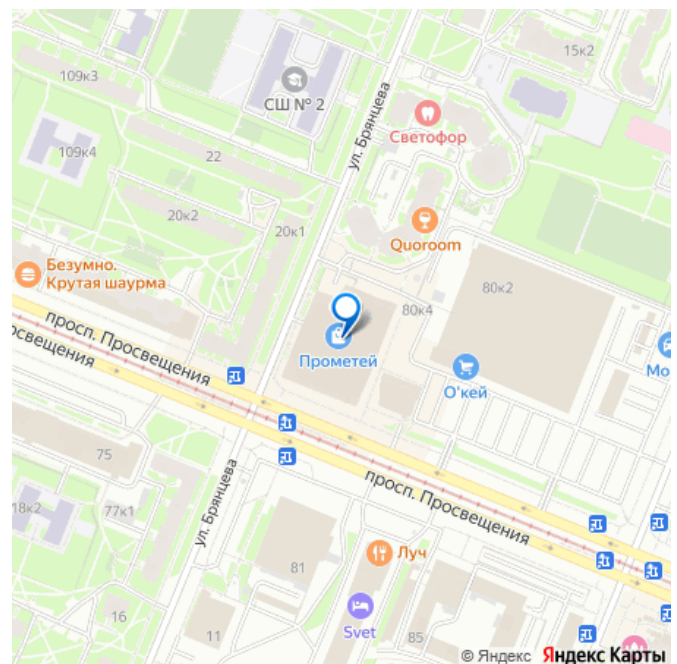 109к3
15к2
СШ № 2
ул. Брянцева
Светофор
109к4
22
20к2
20к1
Quoroom
Безумно.
Крутая шаурма
80к2
80к4
просп. Просвещения
освещения
Прометей
О'кей
Мо
75
просп. Просвещения
18к2
77к1
ул. Брянцева
81
Луч
16
11
Svet
85
© Яндекс Яндекс Карты